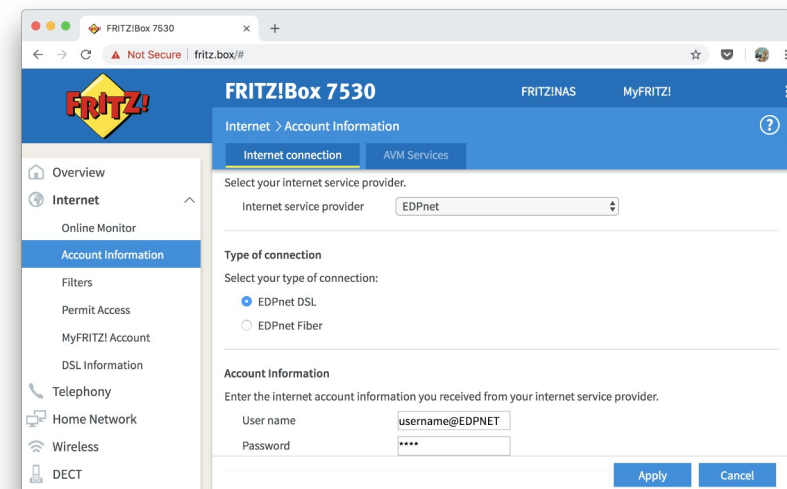 FRITZ!Box 7530
Not Secure | fritz.box/#
FRITZ!
FRITZ!Box 7530
FRITZ!NAS
MyFRITZ!
Internet > Account Information
?
Internet connection
AVM Services
Overview
Internet
Online Monitor
Account Information
Filters
Permit Access
MyFRITZ! Account
DSL Information
Telephony
Home Network
Wireless
DECT
Select your internet service provider.
Internet service provider
EDPnet
Type of connection
Select your type of connection:
EDPnet DSL
EDPnet Fiber
Account Information
Enter the internet account information you received from your internet service provider.
User name
username@EDPNET
Password
****
Apply
Cancel